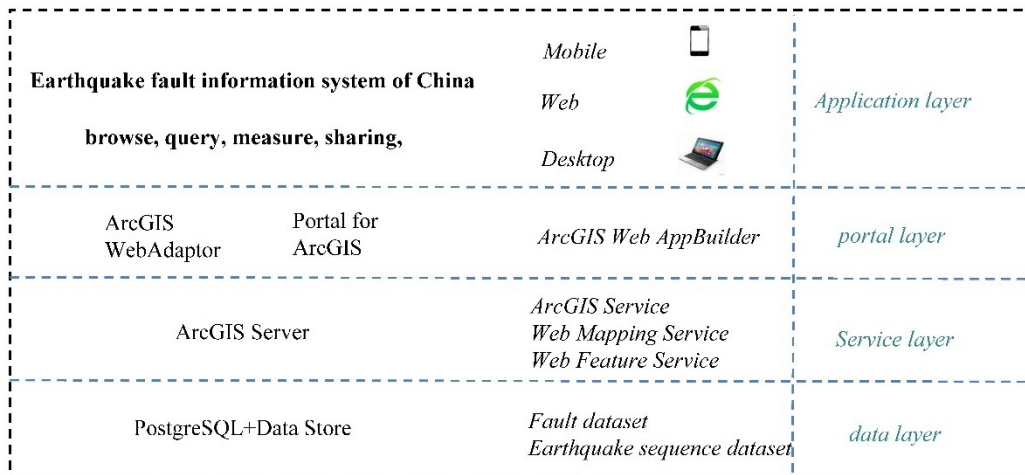 Earthquake fault information system of China
browse, query, measure, sharing,
Mobile
Web
Desktop
Application layer
ArcGIS
WebAdaptor
Portal for
ArcGIS
ArcGIS Web AppBuilder
portal layer
ArcGIS Server
ArcGIS Service
Web Mapping Service
Web Feature Service
Service layer
PostgreSQL+Data Store
Fault dataset
Earthquake sequence dataset
data layer